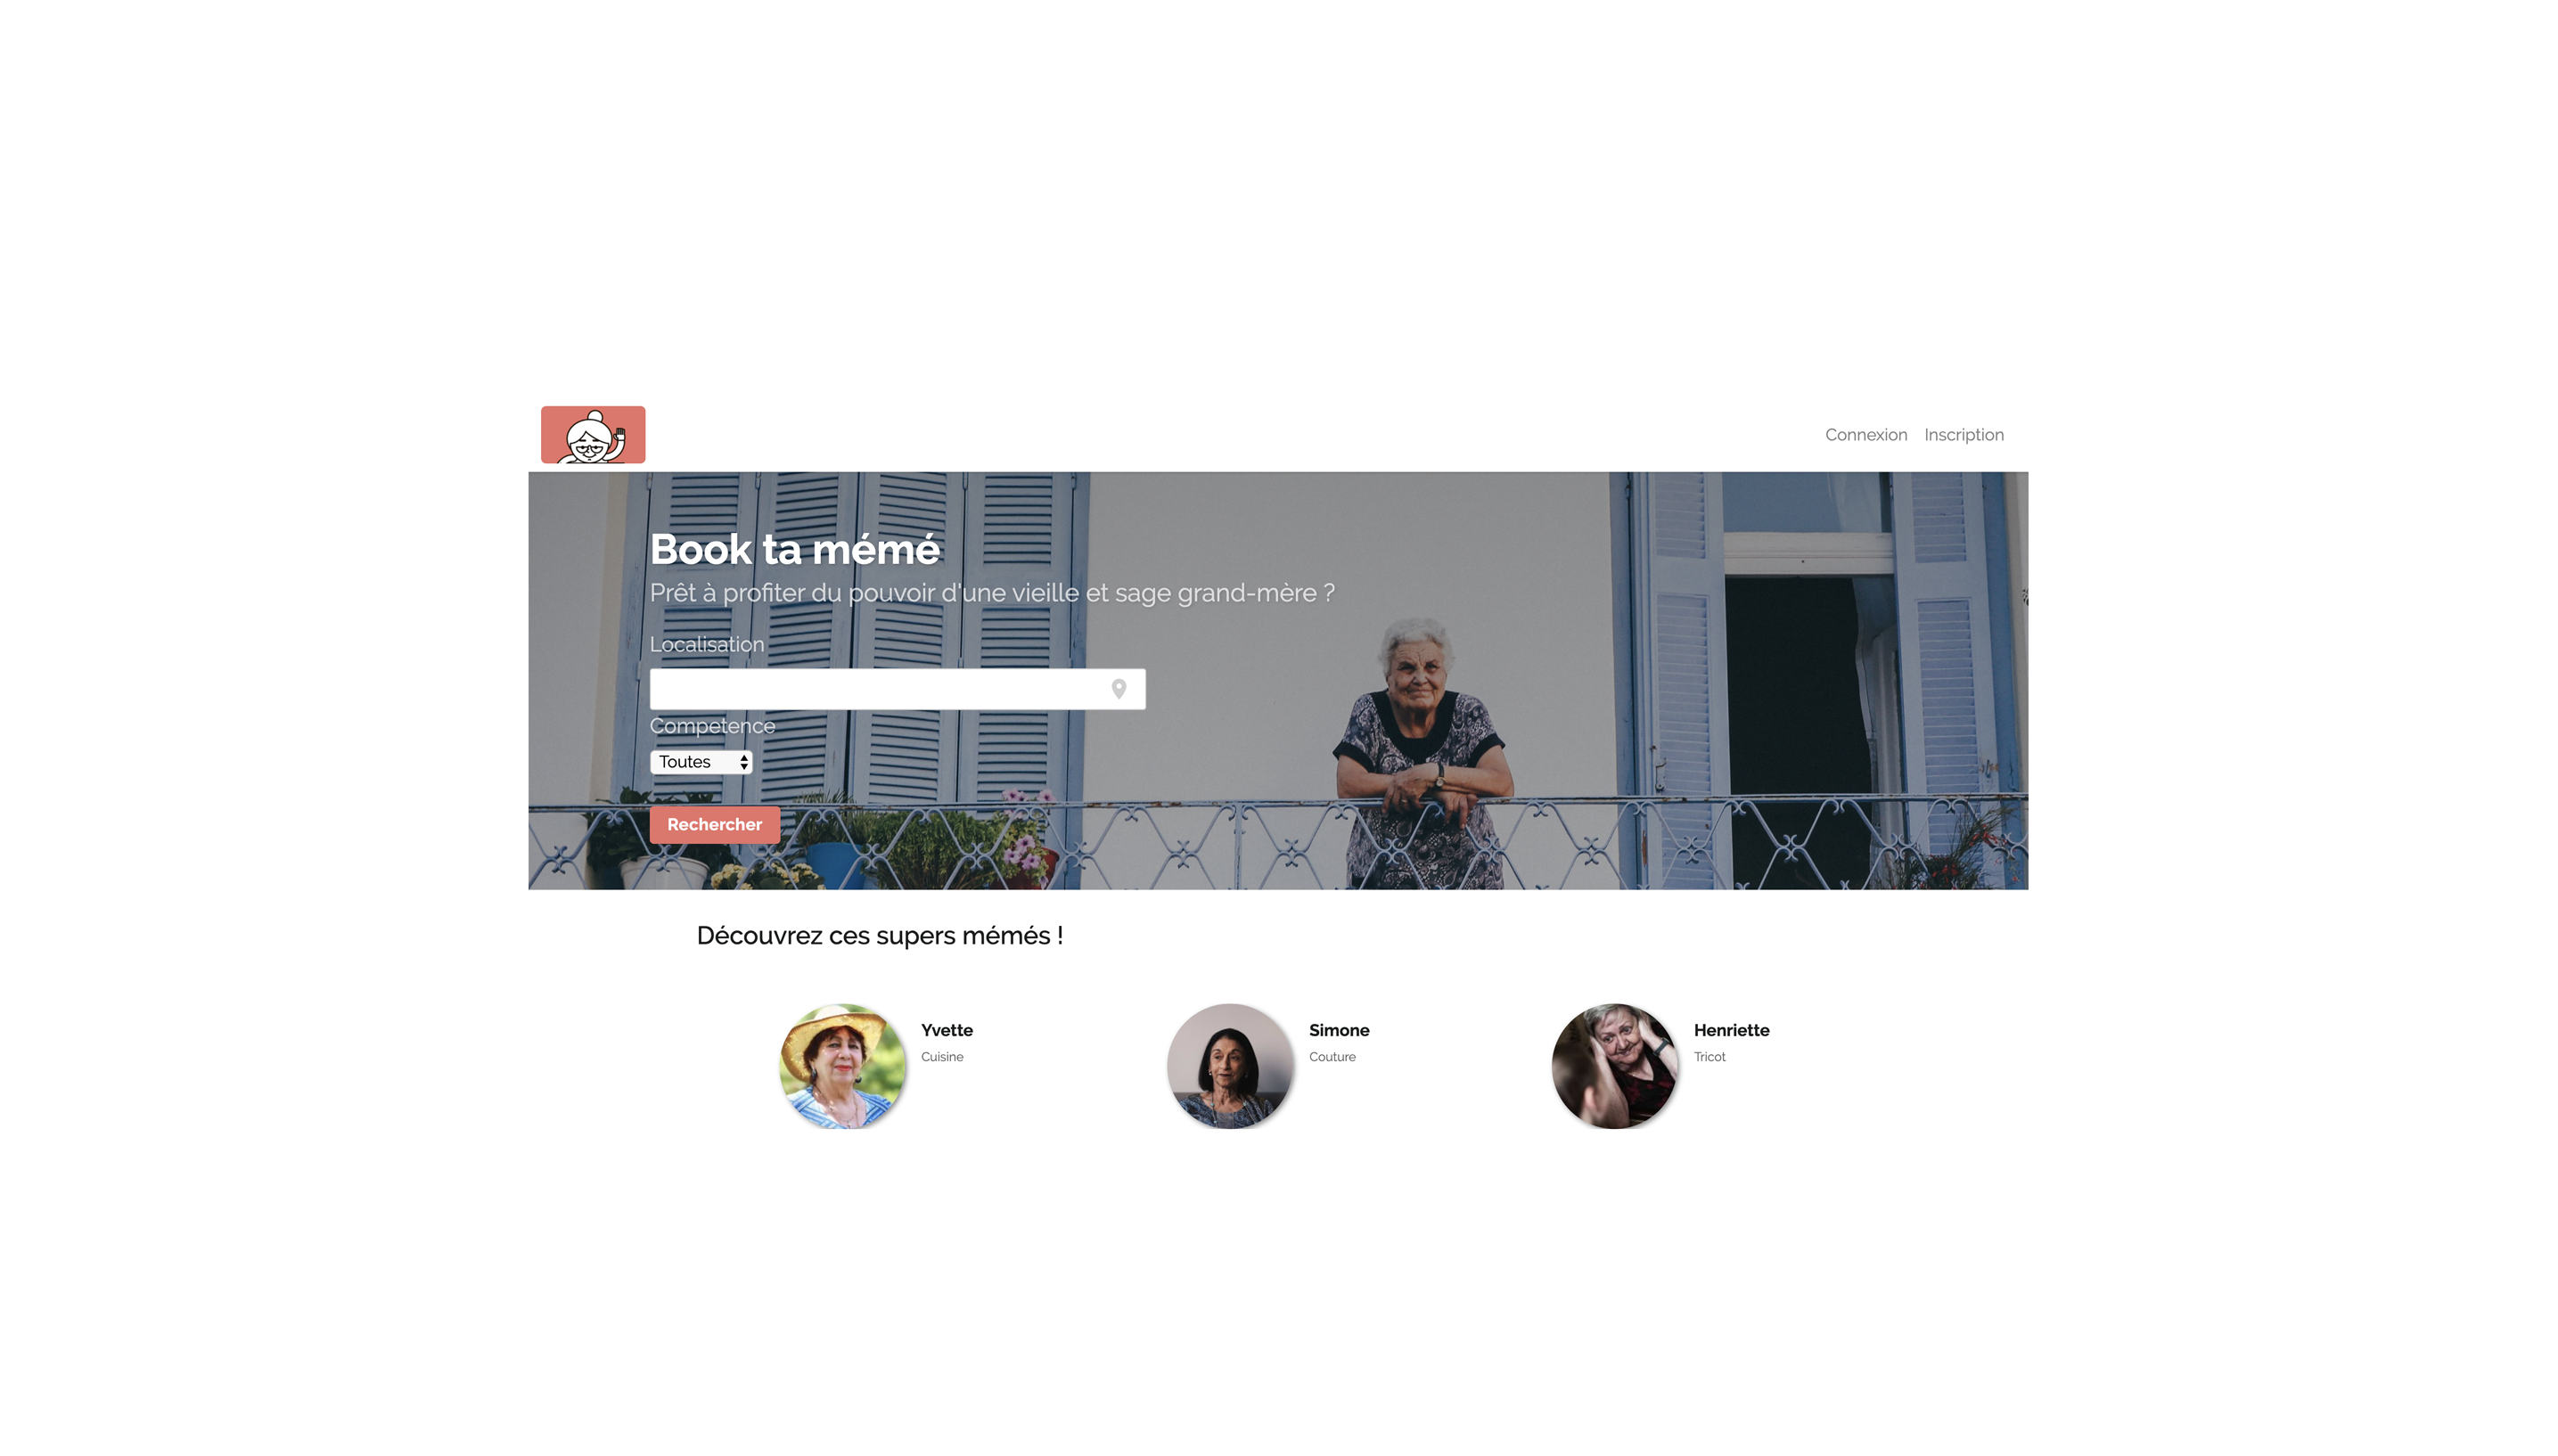 Connexion Inscription
Book ta mémé
Prêt à profiter du pouvoir d'une vieille et sage grand-mère ?
Localisation
Competence
Toutes
Rechercher
Découvrez ces supers mémés !
Yvette
Cuisine
Simone
Couture
Henriette
Tricot